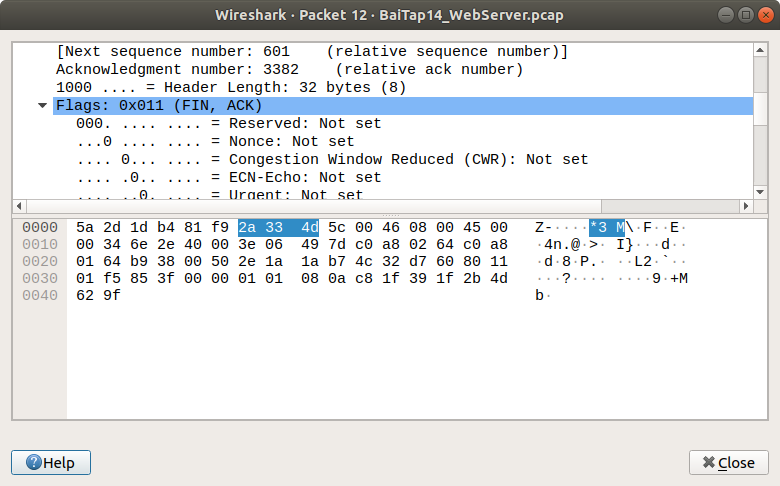 Wireshark · Packet 12 · BaiTap14_WebServer.pcap
[Next sequence number: 601    (relative sequence number)]
Acknowledgment number: 3382    (relative ack number)
1000 .... = Header Length: 32 bytes (8)
Flags: 0x011 (FIN, ACK)
000. .... .... = Reserved: Not set
...0 .... .... = Nonce: Not set
.... 0... .... = Congestion Window Reduced (CWR): Not set
.... .0.. .... = ECN-Echo: Not set
.... ..0. .... = Urgent: Not set
0000  5a 2d 1d b4 81 f9 2a 33  4d 5c 00 46 08 00 45 00   Z-····*3 M\·F··E·
0010  00 34 6e 2e 40 00 3e 06  49 7d c0 a8 02 64 c0 a8   ·4n.@·>· I}···d··
0020  01 64 b9 38 00 50 2e 1a  1a b7 4c 32 d7 60 80 11   ·d·8·P.· ··L2·`··
0030  01 f5 85 3f 00 00 01 01  08 0a c8 1f 39 1f 2b 4d   ···?···· ····9·+M
0040  62 9f   b·
Help
Close